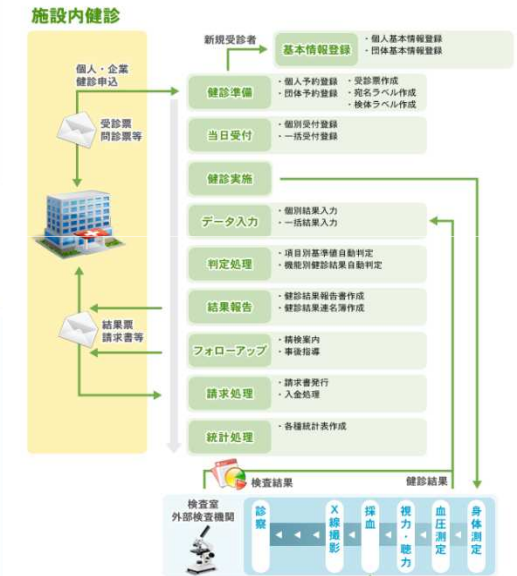 施設内健診
新規受診者
基本情報登録
・個人基本情報登録
・団体基本情報登録
個人・企業
健診申込
健診準備
・個人予約登録
・団体予約登録
・受診票作成
・宛名ラベル作成
・検体ラベル作成
受診票
問診票等
当日受付
・個別受付登録
・一括受付登録
健診実施
データ入力
・個別結果入力
・一括結果入力
判定処理
・項目別基準値自動判定
・機能別健診結果自動判定
結果報告
・健診結果報告書作成
・健診結果連名簿作成
結果票
請求書等
フォローアップ
・精検案内
・事後指導
請求処理
・請求書発行
・入金処理
統計処理
・各種統計表作成
検査結果
健診結果
検査室
外部検査機関
診察
X線撮影
採血
視力・聴力
血圧測定
身体測定